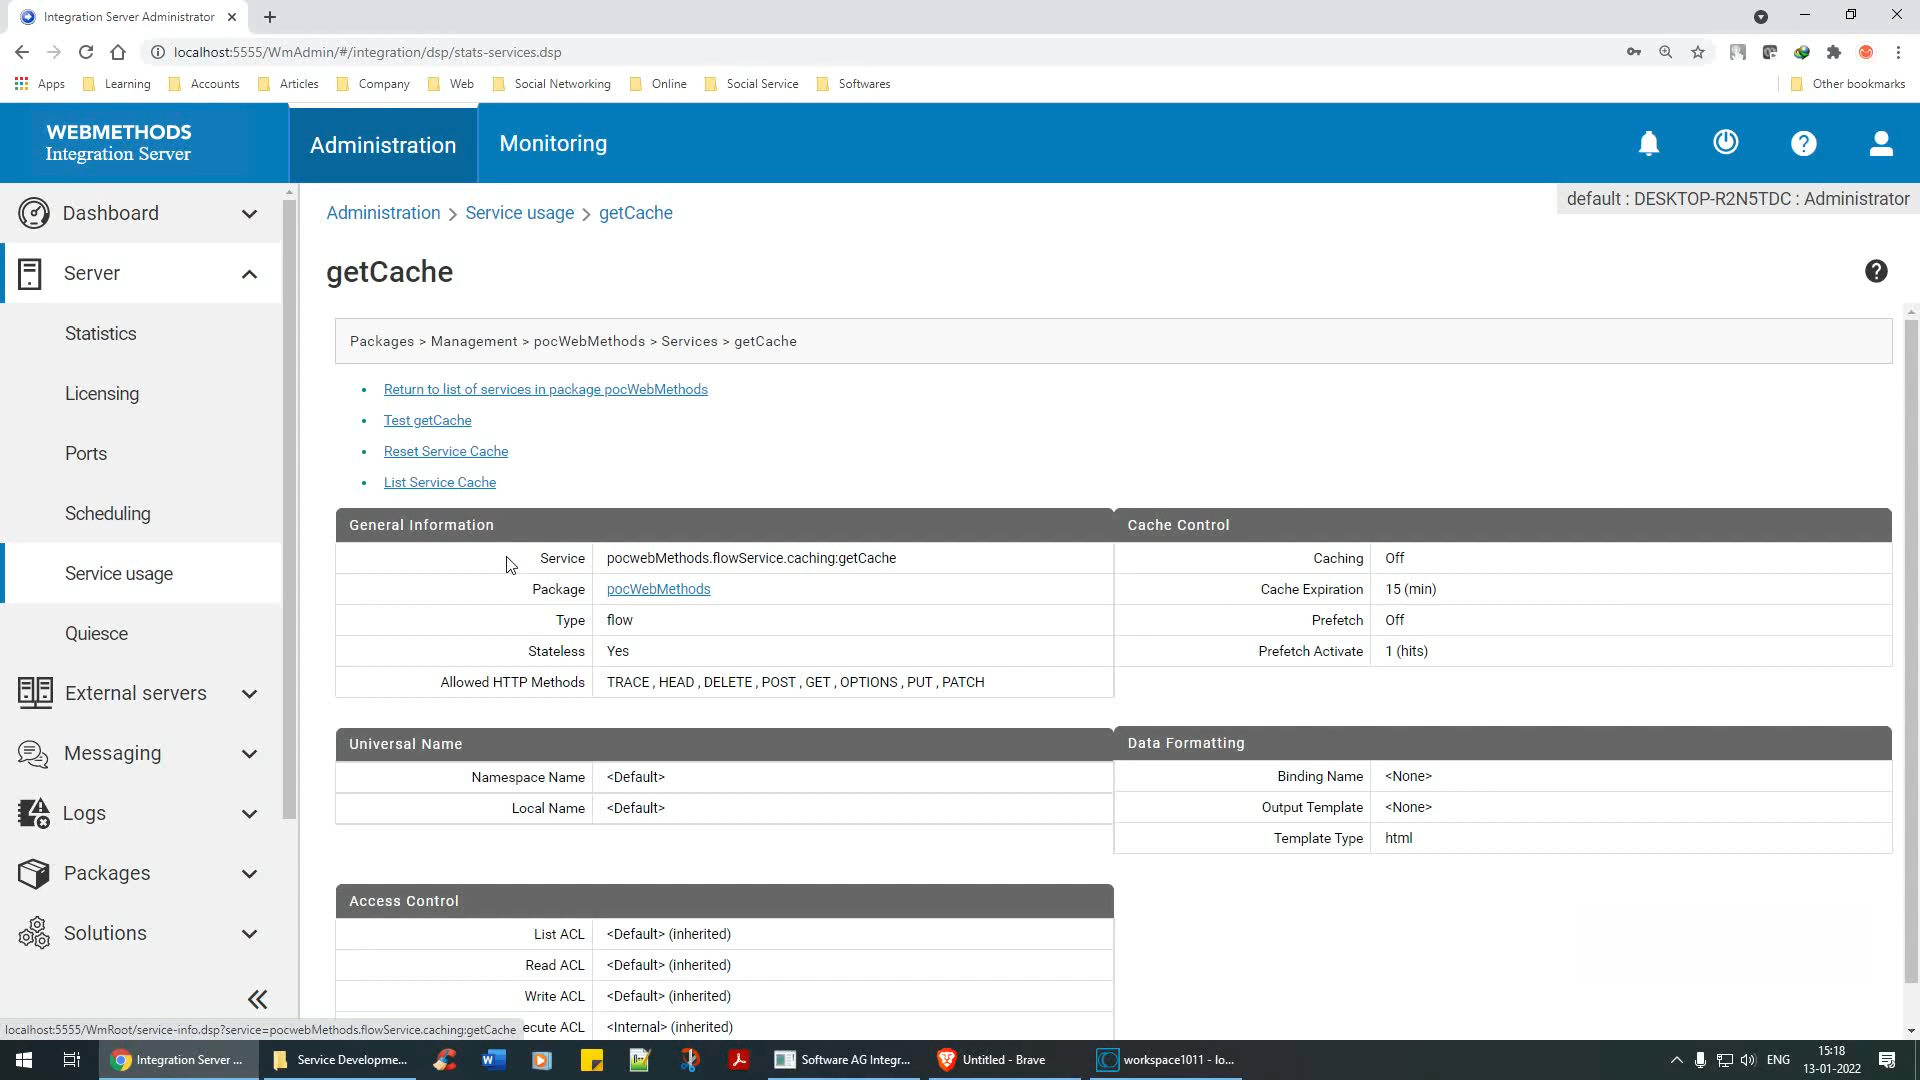 Integration Server Administrator
localhost:5555/WmAdmin/#/integration/dsp/stats-services.dsp
Apps Learning Accounts Articles Company Web Social Networking Online Social Service Softwares Other bookmarks
WEBMETHODS
Integration Server
Administration Monitoring
default : DESKTOP-R2N5TDC : Administrator
Dashboard
Server
Statistics
Licensing
Ports
Scheduling
Service usage
Quiesce
External servers
Messaging
Logs
Packages
Solutions
Administration > Service usage > getCache
getCache
Packages > Management > pocWebMethods > Services > getCache
• Return to list of services in package pocWebMethods
• Test getCache
• Reset Service Cache
• List Service Cache
General Information
Service pocwebMethods.flowService.caching:getCache
Package pocWebMethods
Type flow
Stateless Yes
Allowed HTTP Methods TRACE , HEAD , DELETE , POST , GET , OPTIONS , PUT , PATCH
Cache Control
Caching Off
Cache Expiration 15 (min)
Prefetch Off
Prefetch Activate 1 (hits)
Universal Name
Namespace Name <Default>
Local Name <Default>
Data Formatting
Binding Name <None>
Output Template <None>
Template Type html
Access Control
List ACL <Default> (inherited)
Read ACL <Default> (inherited)
Write ACL <Default> (inherited)
ecute ACL <Internal> (inherited)
localhost:5555/WmRoot/service-info.dsp?service=pocwebMethods.flowService.caching:getCache
Integration Server ... Service Developme... Software AG Integr... Untitled - Brave workspace1011 - Io... ENG
15:18
13-01-2022